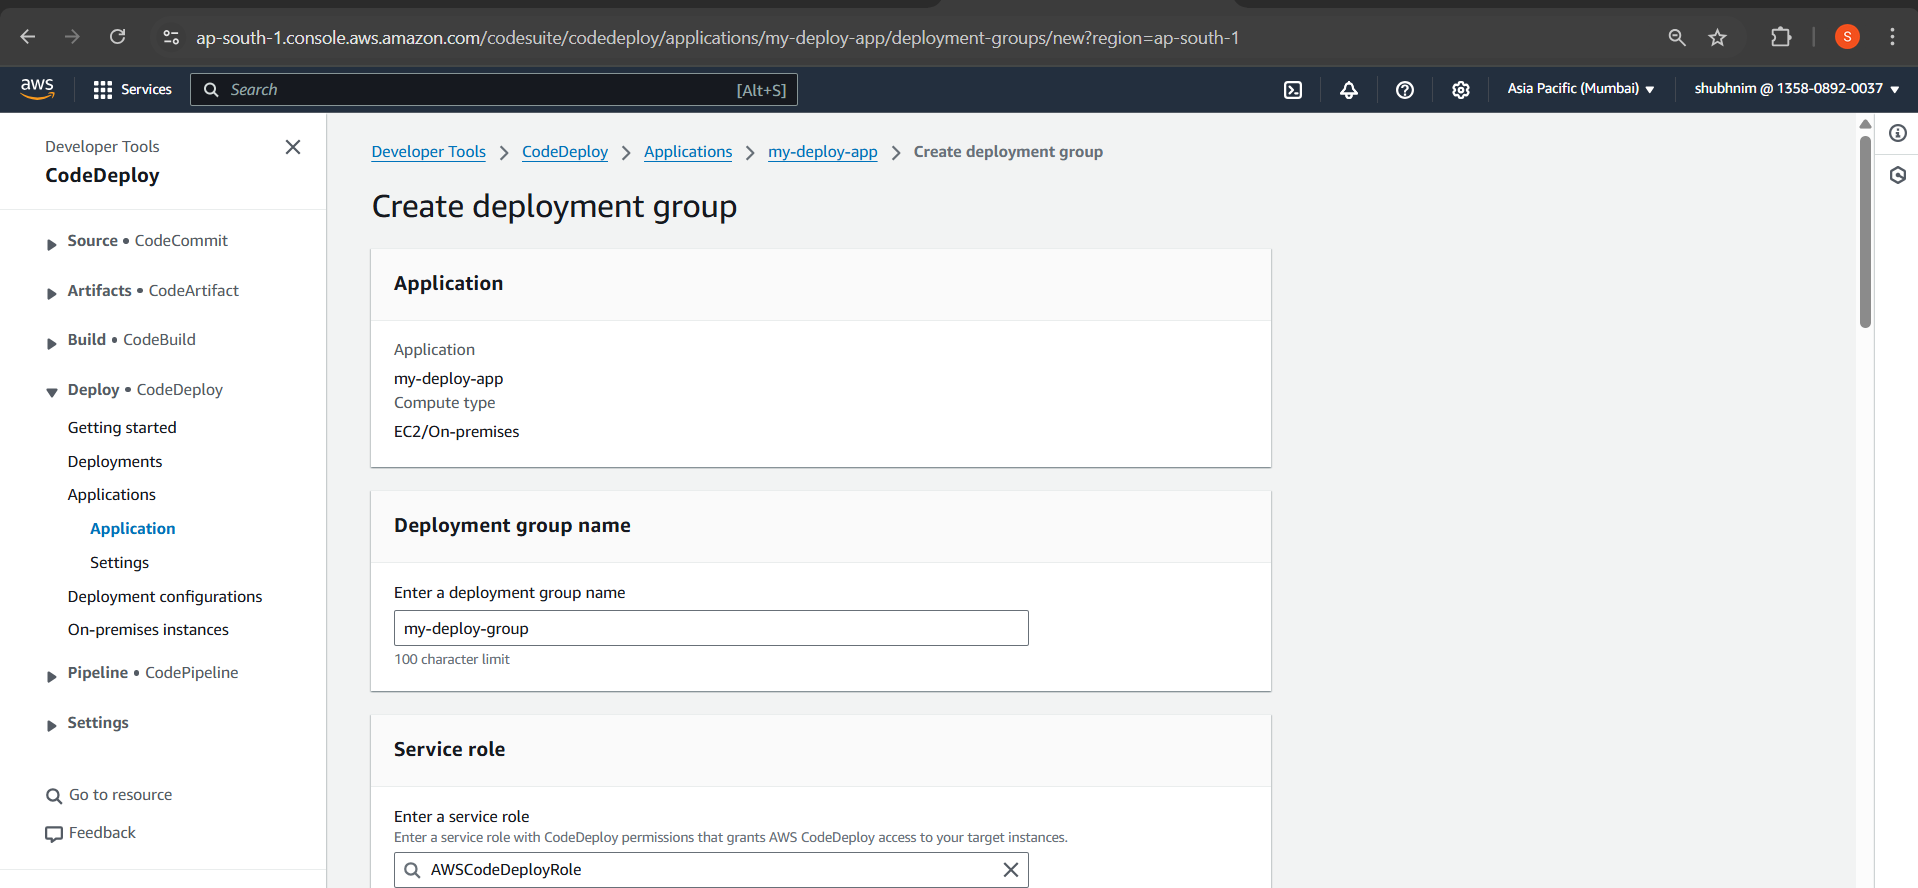 ap-south-1.console.aws.amazon.com/codesuite/codedeploy/applications/my-deploy-app/deployment-groups/new?region=ap-south-1
S
aws
Services
Search
[Alt+S]
Asia Pacific (Mumbai)
shubhnim @ 1358-0892-0037
Developer Tools
CodeDeploy
Source • CodeCommit
Artifacts • CodeArtifact
Build • CodeBuild
Deploy • CodeDeploy
Getting started
Deployments
Applications
Application
Settings
Deployment configurations
On-premises instances
Pipeline • CodePipeline
Settings
Go to resource
Feedback
Developer Tools > CodeDeploy > Applications > my-deploy-app > Create deployment group
Create deployment group
Application
Application
my-deploy-app
Compute type
EC2/On-premises
Deployment group name
Enter a deployment group name
my-deploy-group
100 character limit
Service role
Enter a service role
Enter a service role with CodeDeploy permissions that grants AWS CodeDeploy access to your target instances.
AWSCodeDeployRole